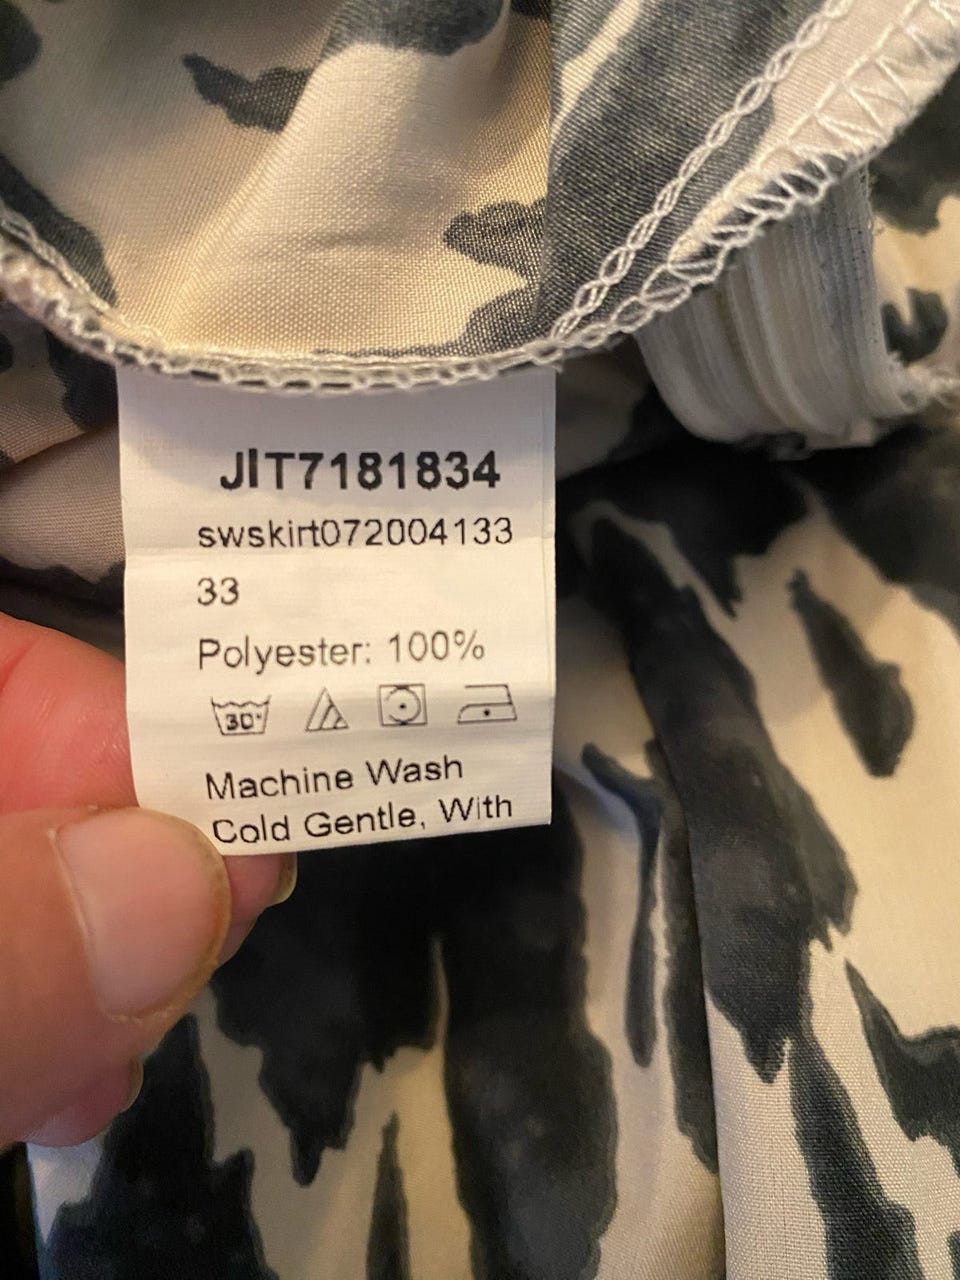 JIT7181834
swskirt072004133
33
Polyester: 100%
30°
Machine Wash
Cold Gentle, With